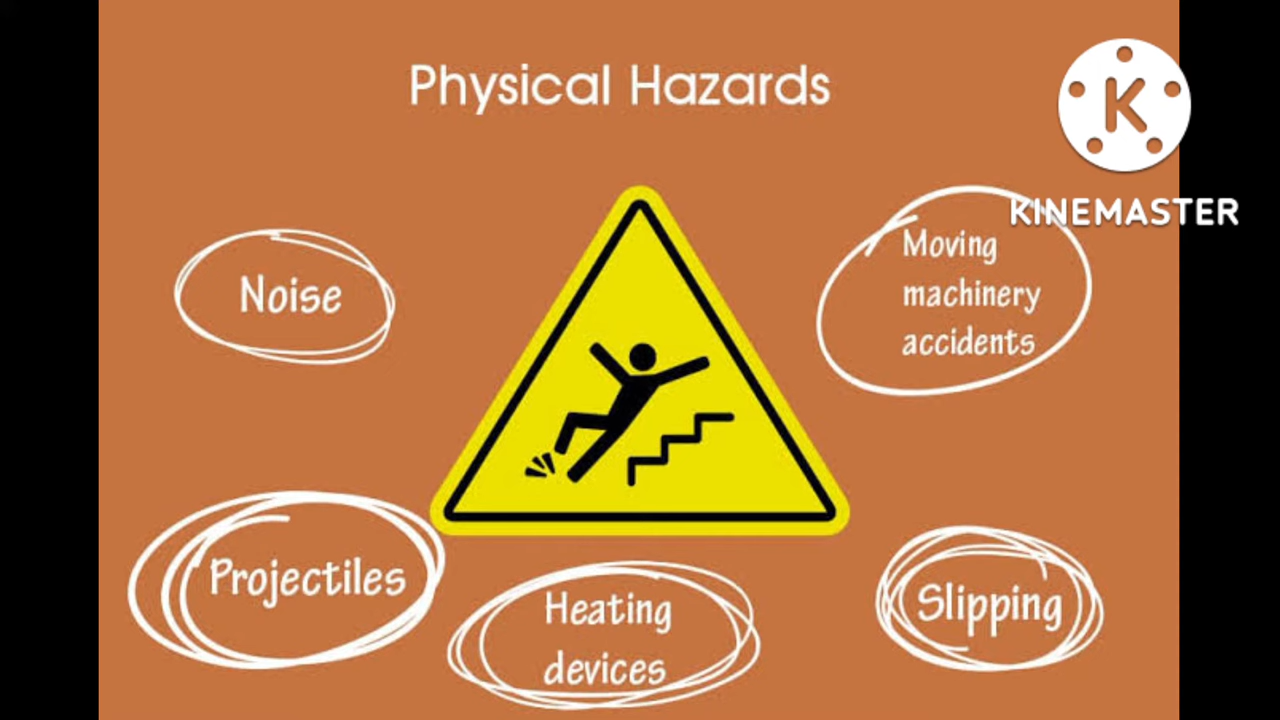 Physical Hazards
K
KINEMASTER
Noise
Moving
machinery
accidents
Projectiles
Heating
devices
Slipping